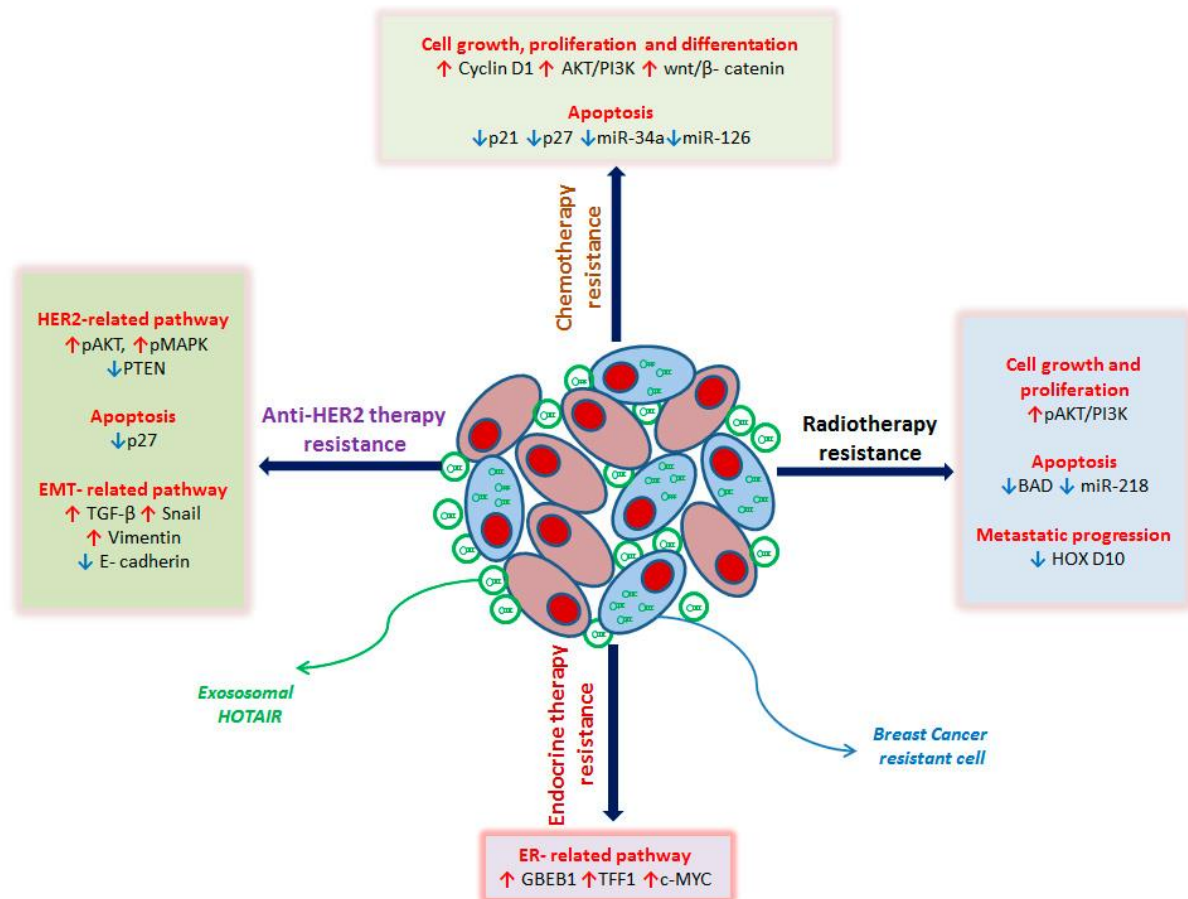 Cell growth, proliferation and differentation
↑ Cyclin D1 ↑ AKT/PI3K ↑ wnt/β- catenin
Apoptosis
↓p21 ↓p27 ↓miR-34a↓miR-126
Chemotherapy
resistance
HER2-related pathway
↑pAKT, ↑pMAPK
↓PTEN
Apoptosis
↓p27
EMT- related pathway
↑ TGF-β ↑ Snail
↑ Vimentin
↓ E- cadherin
Anti-HER2 therapy
resistance
Radiotherapy
resistance
Cell growth and
proliferation
↑pAKT/PI3K
Apoptosis
↓BAD ↓ miR-218
Metastatic progression
↓ HOX D10
Exososomal
HOTAIR
Endocrine therapy
resistance
Breast Cancer
resistant cell
ER- related pathway
↑ GBEB1 ↑TFF1 ↑c-MYC